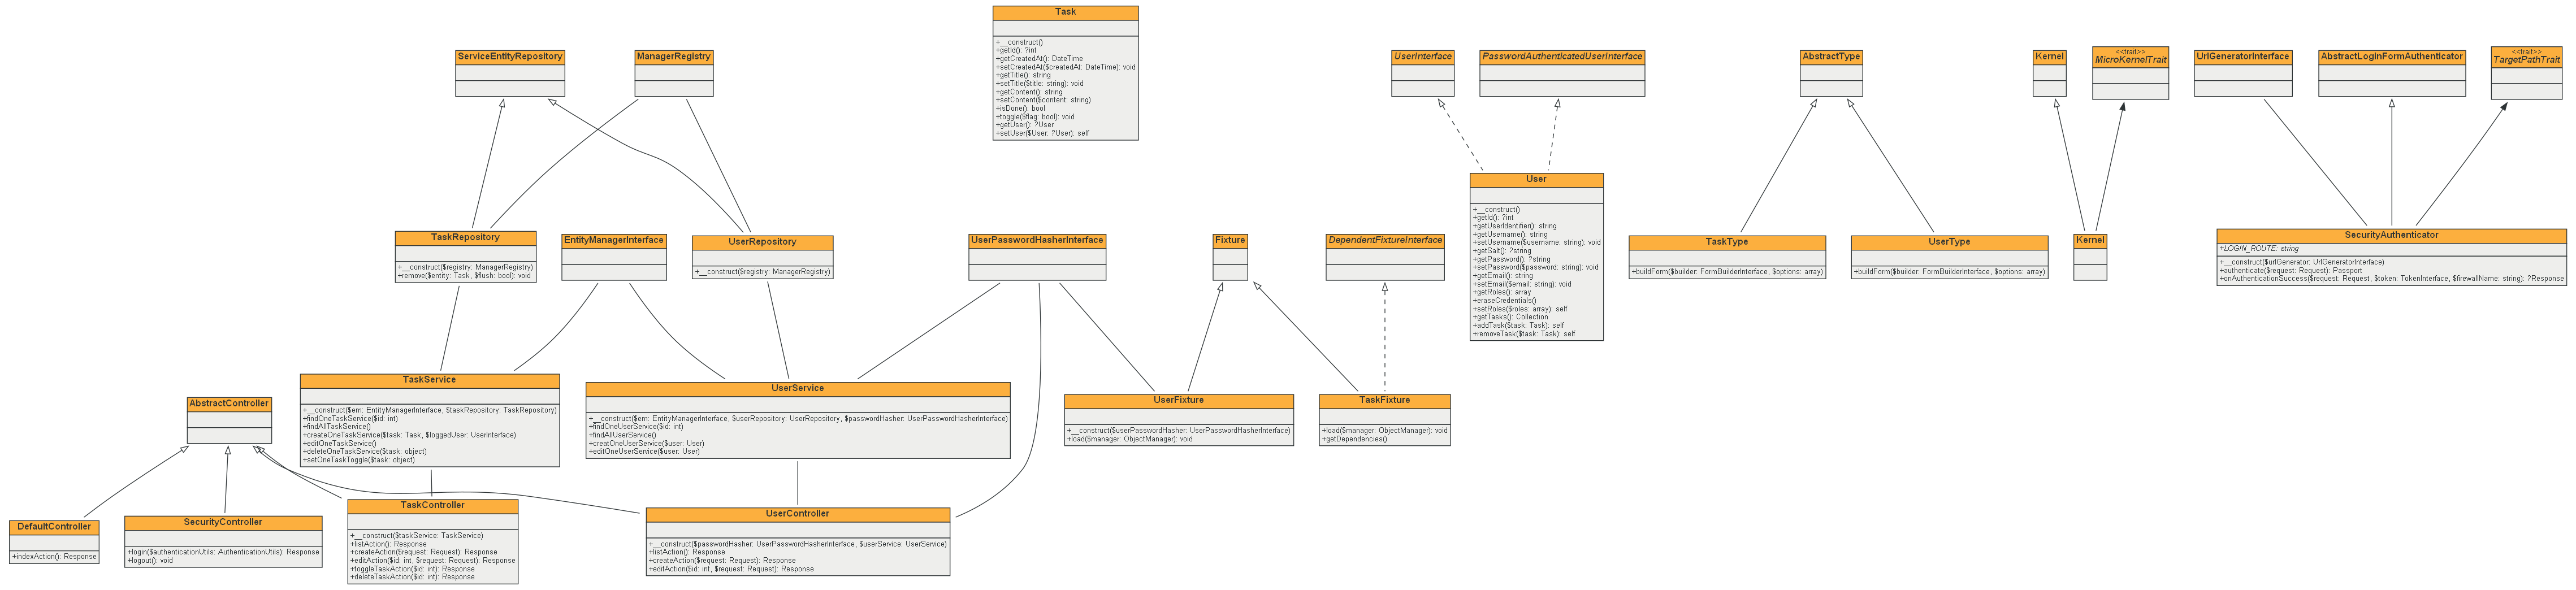 Task
+__construct()
+getId(): ?int
+getCreatedAt(): DateTime
+setCreatedAt($createdAt: DateTime): void
+getTitle(): string
+setTitle($title: string): void
+getContent(): string
+setContent($content: string)
+isDone(): bool
+toggle($flag: bool): void
+getUser(): ?User
+setUser($User: ?User): self
ServiceEntityRepository
ManagerRegistry
UserInterface
PasswordAuthenticatedUserInterface
AbstractType
Kernel
<<trait>>
MicroKernelTrait
UrlGeneratorInterface
AbstractLoginFormAuthenticator
<<trait>>
TargetPathTrait
User
+__construct()
+getId(): ?int
+getUserIdentifier(): string
+getUsername(): string
+setUsername($username: string): void
+getSalt(): ?string
+getPassword(): ?string
+setPassword($password: string): void
+getEmail(): string
+setEmail($email: string): void
+getRoles(): array
+eraseCredentials()
+setRoles($roles: array): self
+getTasks(): Collection
+addTask($task: Task): self
+removeTask($task: Task): self
TaskRepository
+__construct($registry: ManagerRegistry)
+remove($entity: Task, $flush: bool): void
EntityManagerInterface
UserRepository
+__construct($registry: ManagerRegistry)
UserPasswordHasherInterface
Fixture
DependentFixtureInterface
TaskType
+buildForm($builder: FormBuilderInterface, $options: array)
UserType
+buildForm($builder: FormBuilderInterface, $options: array)
Kernel
SecurityAuthenticator
+LOGIN_ROUTE: string
+__construct($urlGenerator: UrlGeneratorInterface)
+authenticate($request: Request): Passport
+onAuthenticationSuccess($request: Request, $token: TokenInterface, $firewallName: string): ?Response
AbstractController
TaskService
+__construct($em: EntityManagerInterface, $taskRepository: TaskRepository)
+findOneTaskService($id: int)
+findAllTaskService()
+createOneTaskService($task: Task, $loggedUser: UserInterface)
+editOneTaskService()
+deleteOneTaskService($task: object)
+setOneTaskToggle($task: object)
UserService
+__construct($em: EntityManagerInterface, $userRepository: UserRepository, $passwordHasher: UserPasswordHasherInterface)
+findOneUserService($id: int)
+findAllUserService()
+creatOneUserService($user: User)
+editOneUserService($user: User)
UserFixture
+__construct($userPasswordHasher: UserPasswordHasherInterface)
+load($manager: ObjectManager): void
TaskFixture
+load($manager: ObjectManager): void
+getDependencies()
DefaultController
+indexAction(): Response
SecurityController
+login($authenticationUtils: AuthenticationUtils): Response
+logout(): void
TaskController
+__construct($taskService: TaskService)
+listAction(): Response
+createAction($request: Request): Response
+editAction($id: int, $request: Request): Response
+toggleTaskAction($id: int): Response
+deleteTaskAction($id: int): Response
UserController
+__construct($passwordHasher: UserPasswordHasherInterface, $userService: UserService)
+listAction(): Response
+createAction($request: Request): Response
+editAction($id: int, $request: Request): Response